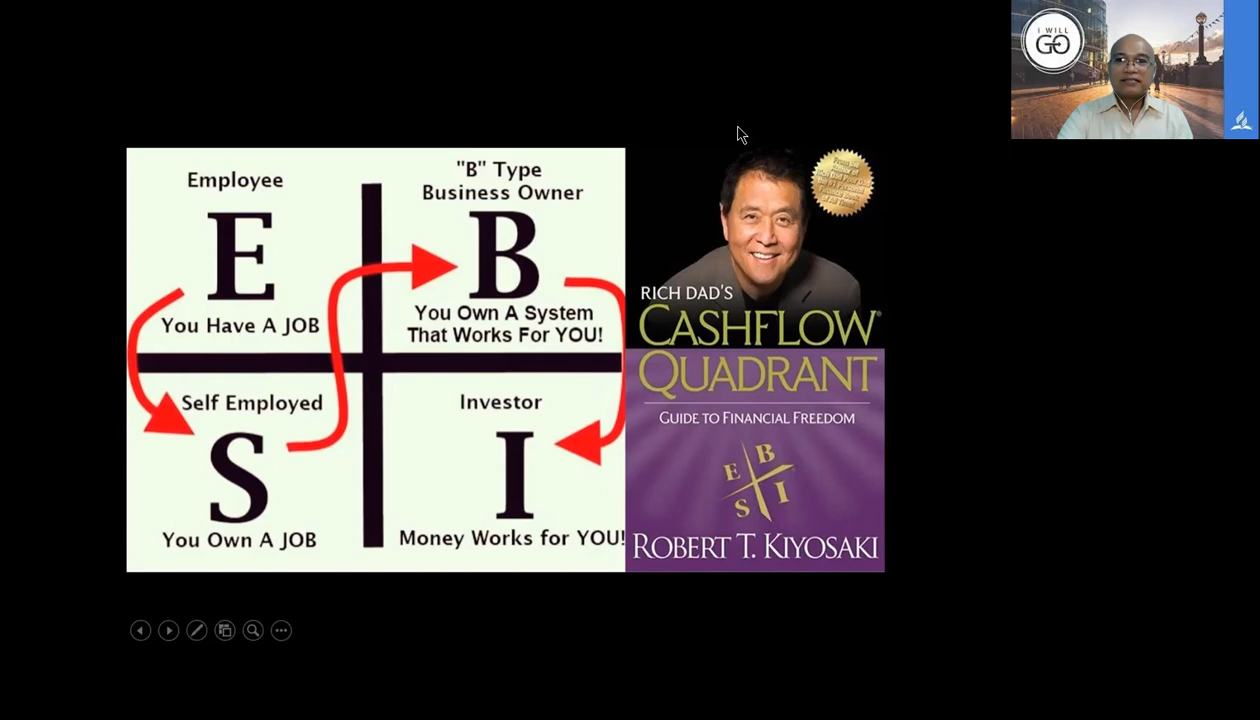 Employee
E
You Have A JOB
"B" Type
Business Owner
B
You Own A System
That Works For YOU!
Self Employed
S
You Own A JOB
Investor
I
Money Works for YOU!
RICH DAD'S
CASHFLOW®
QUADRANT
GUIDE TO FINANCIAL FREEDOM
E B
S I
ROBERT T. KIYOSAKI
I WILL
GO